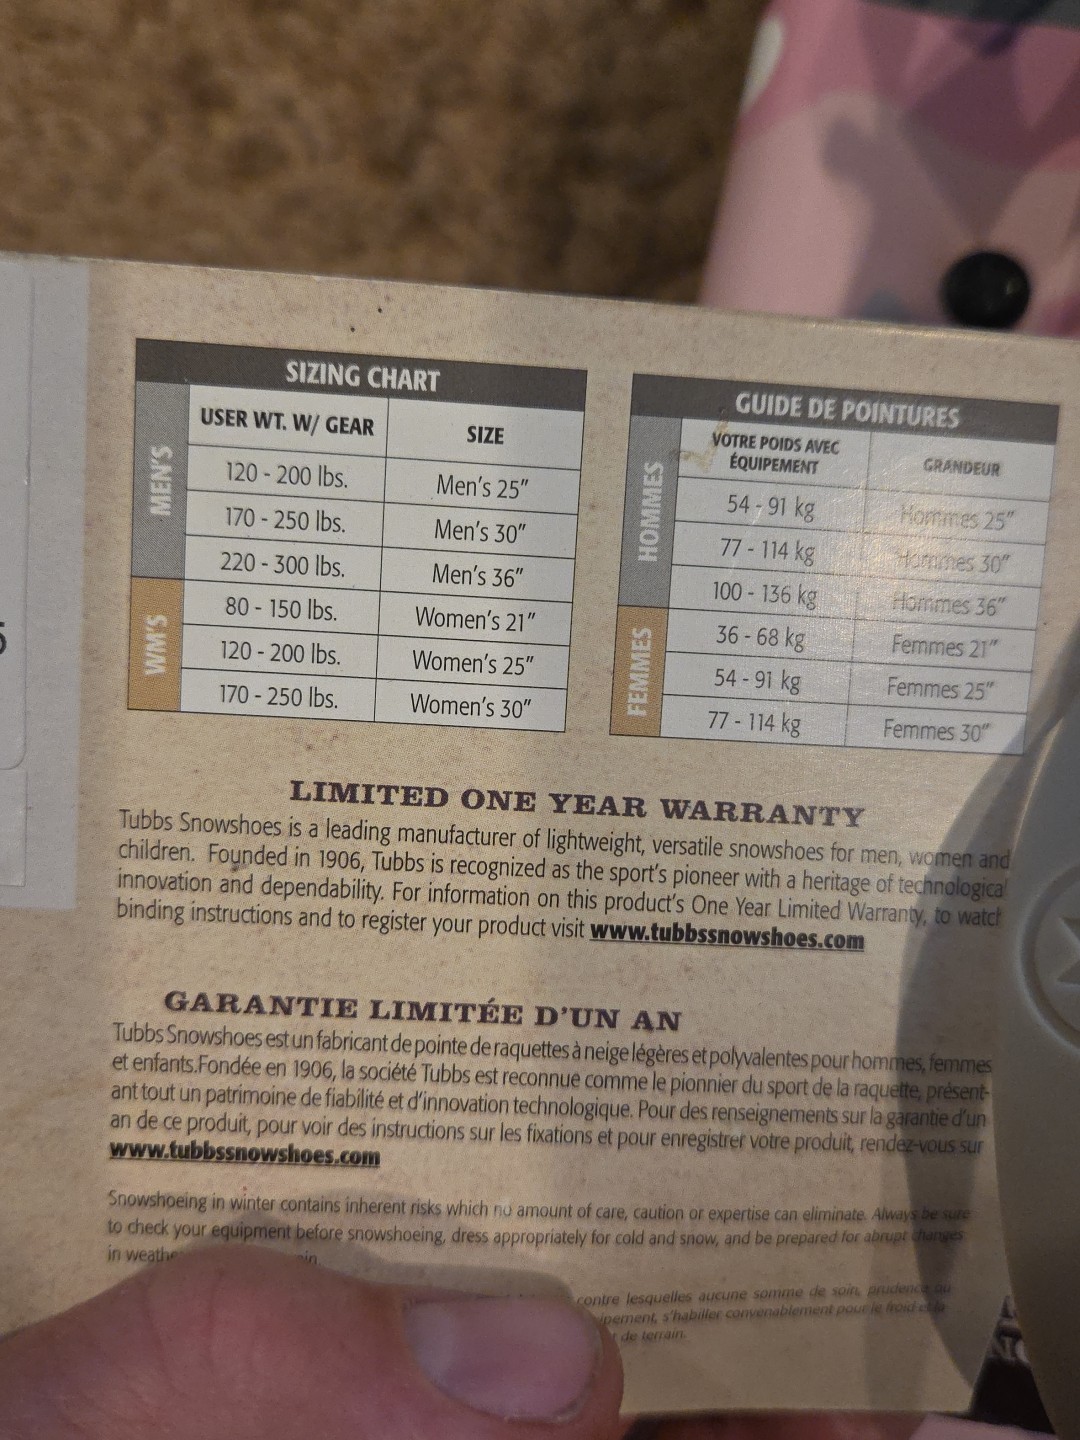 SIZING CHART
MEN'S
USER WT. W/ GEAR SIZE
120 - 200 lbs. Men's 25"
170 - 250 lbs. Men's 30"
220 - 300 lbs. Men's 36"
WM'S
80 - 150 lbs. Women's 21"
120 - 200 lbs. Women's 25"
170 - 250 lbs. Women's 30"
GUIDE DE POINTURES
HOMMES
VOTRE POIDS AVEC
ÉQUIPEMENT GRANDEUR
54 - 91 kg Hommes 25"
77 - 114 kg Hommes 30"
100 - 136 kg Hommes 36"
FEMMES
36 - 68 kg Femmes 21"
54 - 91 kg Femmes 25"
77 - 114 kg Femmes 30"
LIMITED ONE YEAR WARRANTY
Tubbs Snowshoes is a leading manufacturer of lightweight, versatile snowshoes for men, women and
children. Founded in 1906, Tubbs is recognized as the sport's pioneer with a heritage of technological
innovation and dependability. For information on this product's One Year Limited Warranty, to watch
binding instructions and to register your product visit www.tubbssnowshoes.com
GARANTIE LIMITÉE D'UN AN
Tubbs Snowshoes est un fabricant de pointe de raquettes à neige légères et polyvalentes pour hommes, femmes
et enfants.Fondée en 1906, la société Tubbs est reconnue comme le pionnier du sport de la raquette, présent-
ant tout un patrimoine de fiabilité et d'innovation technologique. Pour des renseignements sur la garantie d'un
an de ce produit, pour voir des instructions sur les fixations et pour enregistrer votre produit, rendez-vous sur
www.tubbssnowshoes.com
Snowshoeing in winter contains inherent risks which no amount of care, caution or expertise can eliminate. Always be sure
to check your equipment before snowshoeing, dress appropriately for cold and snow, and be prepared for abrupt changes
in
contre lesquelles aucune somme de soin, prudence ou
s'habiller convenablement pour le froid et la
de terrain.